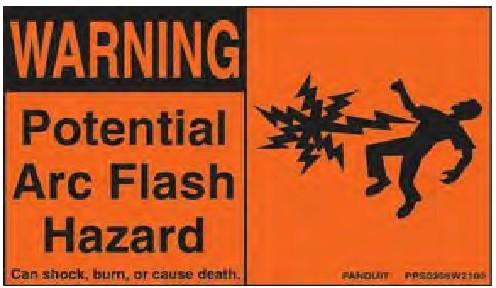 WARNING
Potential
Arc Flash
Hazard
Can shock, burn, or cause death.
PANDUIT